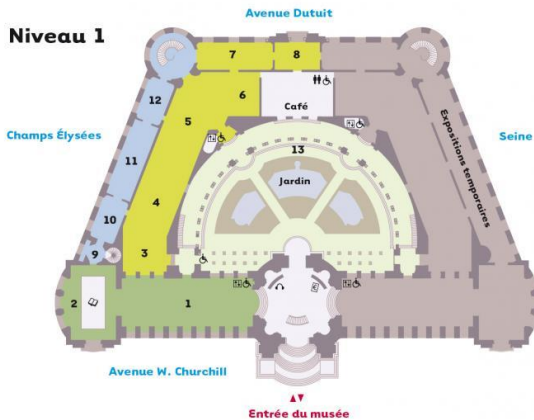 Avenue Dutuit
Niveau 1
7
8
6
Café
12
5
13
Champs Élysées
Seine
11
Jardin
Expositions temporaires
4
10
9
3
2
1
Avenue W. Churchill
Entrée du musée